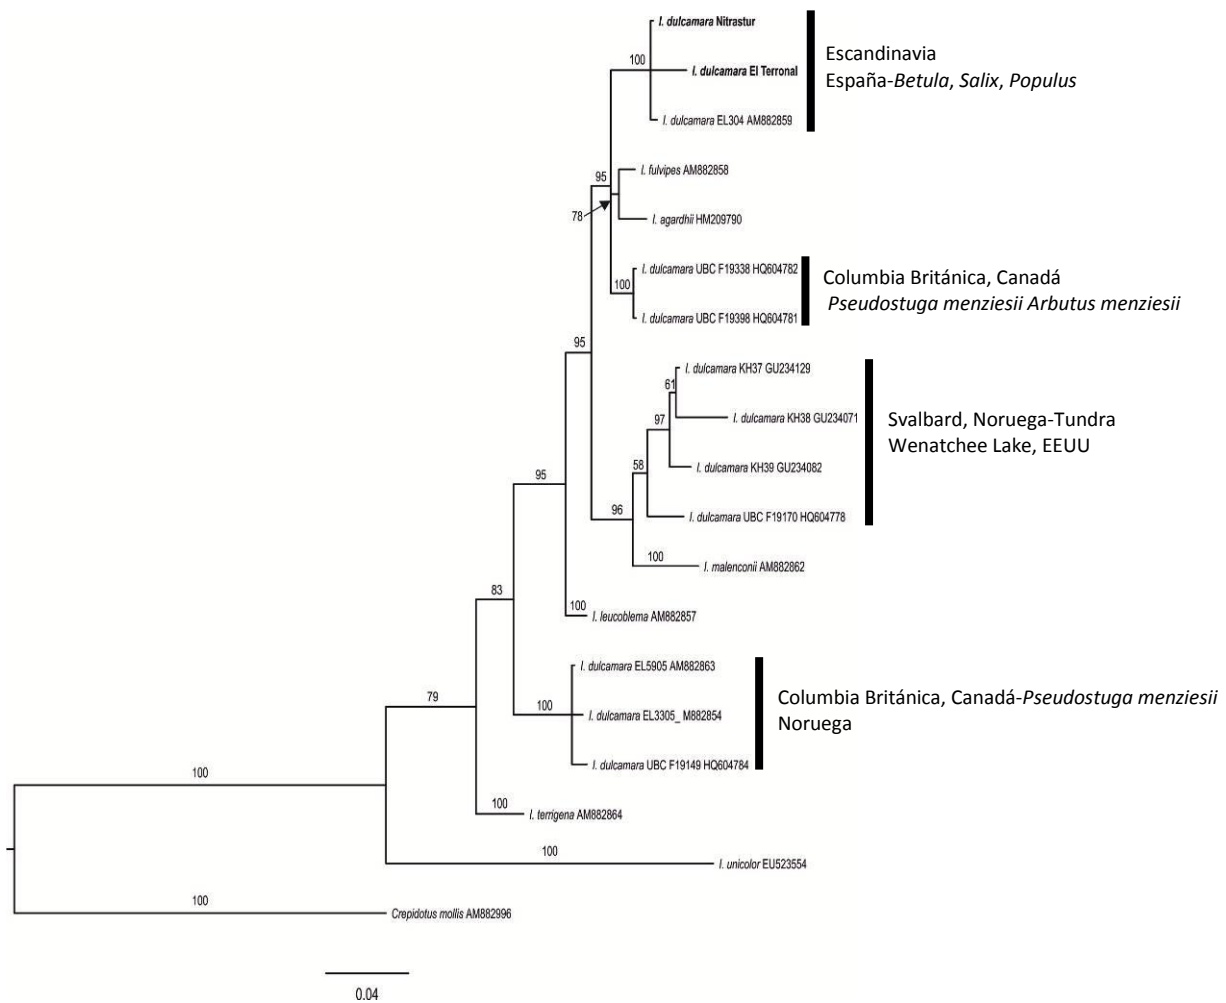 I. dulcamara Nitrastur
100
I. dulcamara El Terronal
I. dulcamara EL304 AM882859
Escandinavia
España-Betula, Salix, Populus
95
I. fulvipes AM882858
78
I. agardhii HM209790
I. dulcamara UBC F19338 HQ604782
100
I. dulcamara UBC F19398 HQ604781
Columbia Británica, Canadá
Pseudostuga menziesii Arbutus menziesii
95
I. dulcamara KH37 GU234129
61
I. dulcamara KH38 GU234071
97
I. dulcamara KH39 GU234082
58
I. dulcamara UBC F19170 HQ604778
96
Svalbard, Noruega-Tundra
Wenatchee Lake, EEUU
100
I. malenconii AM882862
95
100
I. leucoblema AM882857
83
I. dulcamara EL5905 AM882863
100
I. dulcamara EL3305_ M882854
I. dulcamara UBC F19149 HQ604784
Columbia Británica, Canadá-Pseudostuga menziesii
Noruega
79
100
I. terrigena AM882864
100
100
I. unicolor EU523554
100
Crepidotus mollis AM882996
0.04